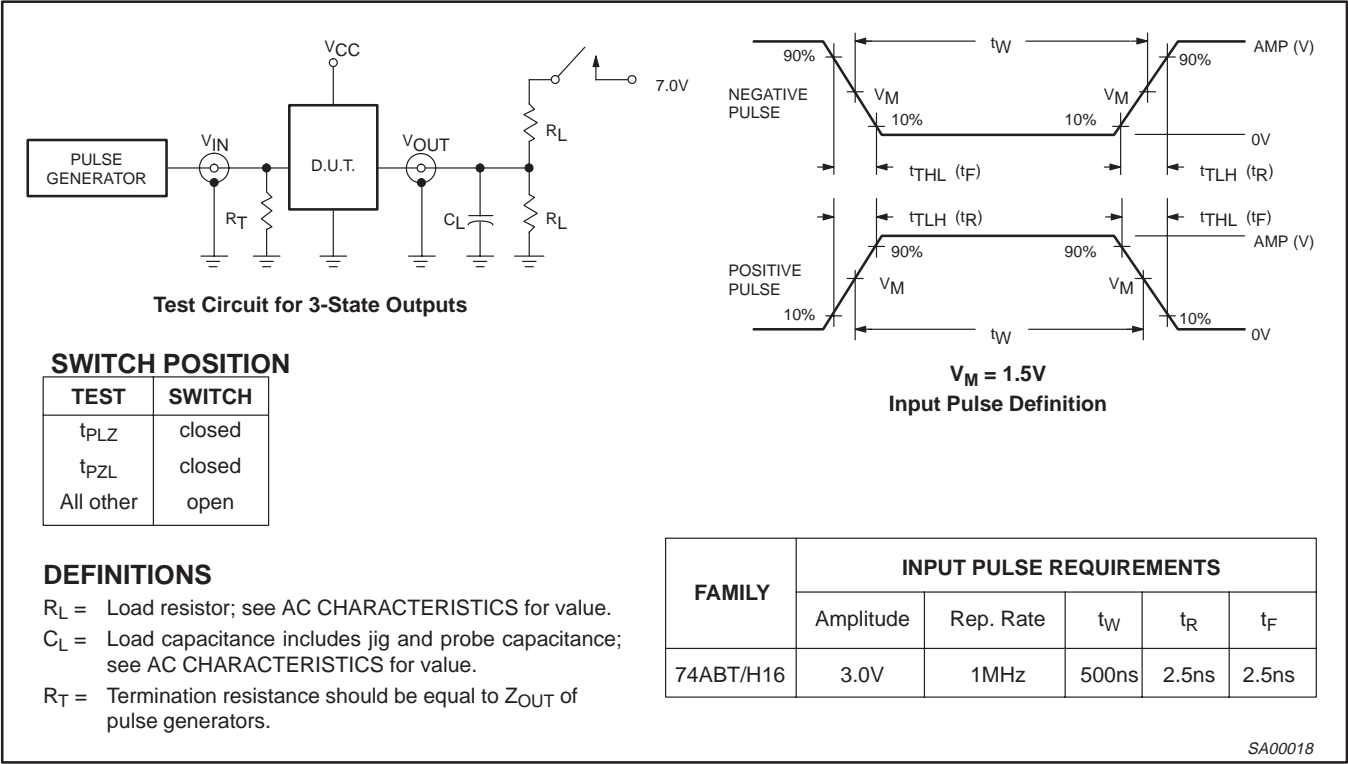 VCC
7.0V
RL
VIN
VOUT
PULSE
GENERATOR
D.U.T.
RT
CL
RL
Test Circuit for 3-State Outputs
90%
tW
AMP (V)
90%
NEGATIVE
PULSE
VM
VM
10%
10%
0V
tTHL (tF)
tTLH (tR)
tTLH (tR)
tTHL (tF)
AMP (V)
90%
90%
POSITIVE
PULSE
VM
VM
10%
10%
tW
0V
VM = 1.5V
Input Pulse Definition
SWITCH POSITION
TEST SWITCH
tPLZ closed
tPZL closed
All other open
DEFINITIONS
RL = Load resistor; see AC CHARACTERISTICS for value.
CL = Load capacitance includes jig and probe capacitance;
see AC CHARACTERISTICS for value.
RT = Termination resistance should be equal to ZOUT of
pulse generators.
FAMILY
INPUT PULSE REQUIREMENTS
Amplitude Rep. Rate tW tR tF
74ABT/H16 3.0V 1MHz 500ns 2.5ns 2.5ns
SA00018